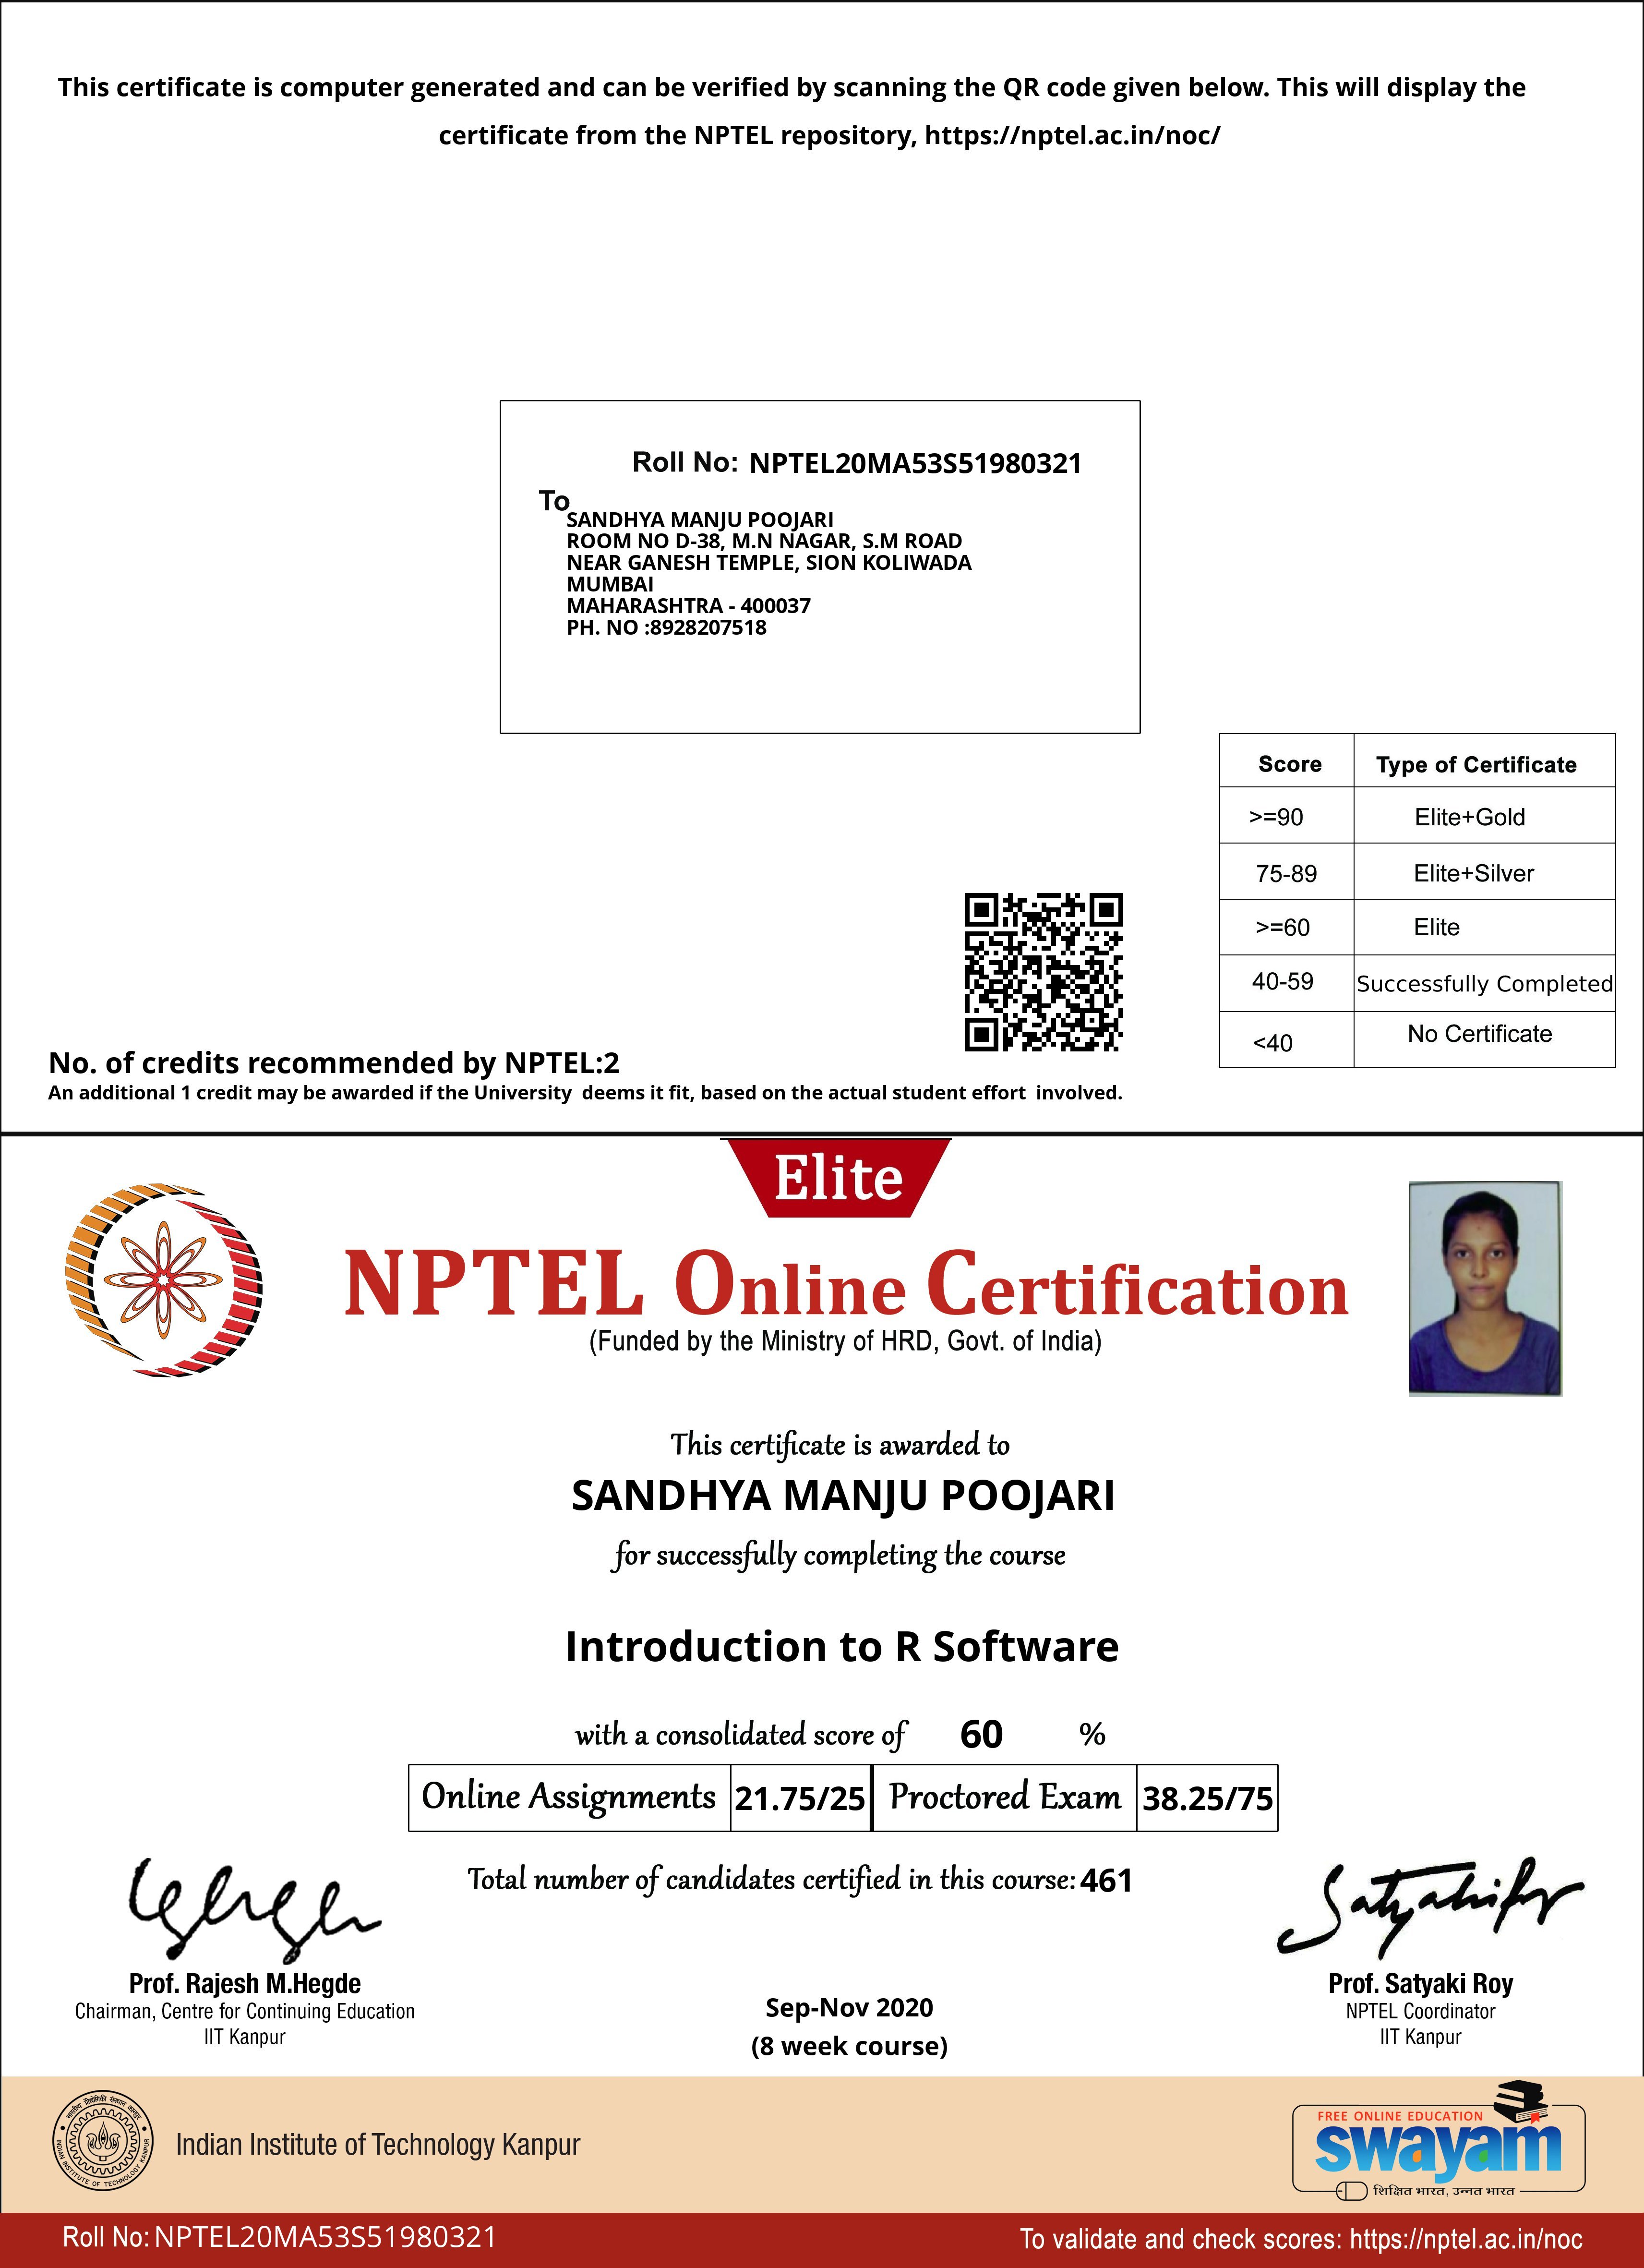 This certificate is computer generated and can be verified by scanning the QR code given below. This will display the
certificate from the NPTEL repository, https://nptel.ac.in/noc/
Roll No: NPTEL20MA53S51980321
To
SANDHYA MANJU POOJARI
ROOM NO D-38, M.N NAGAR, S.M ROAD
NEAR GANESH TEMPLE, SION KOLIWADA
MUMBAI
MAHARASHTRA - 400037
PH. NO :8928207518
Score Type of Certificate
>=90 Elite+Gold
75-89 Elite+Silver
>=60 Elite
40-59 Successfully Completed
<40 No Certificate
No. of credits recommended by NPTEL:2
An additional 1 credit may be awarded if the University deems it fit, based on the actual student effort involved.
Elite
NPTEL Online Certification
(Funded by the Ministry of HRD, Govt. of India)
This certificate is awarded to
SANDHYA MANJU POOJARI
for successfully completing the course
Introduction to R Software
with a consolidated score of 60 %
Online Assignments 21.75/25 Proctored Exam 38.25/75
Total number of candidates certified in this course: 461
Prof. Rajesh M.Hegde
Chairman, Centre for Continuing Education
IIT Kanpur
Sep-Nov 2020
(8 week course)
Prof. Satyaki Roy
NPTEL Coordinator
IIT Kanpur
INDIAN INSTITUTE OF TECHNOLOGY KANPUR
Indian Institute of Technology Kanpur
FREE ONLINE EDUCATION
swayam
शिक्षित भारत, उन्नत भारत
Roll No: NPTEL20MA53S51980321
To validate and check scores: https://nptel.ac.in/noc